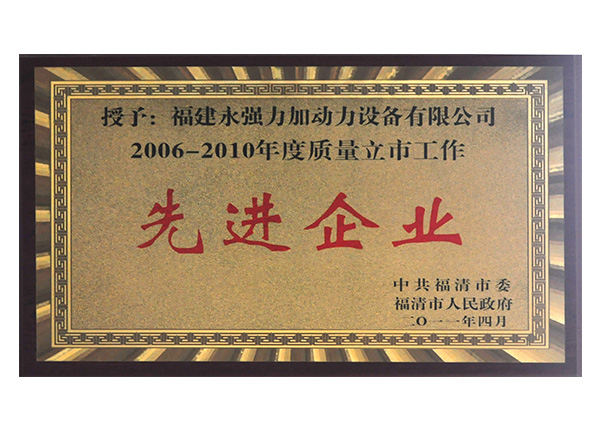 授予：福建永强力加动力设备有限公司
2006-2010年度质量立市工作
先进企业
中共福清市委
福清市人民政府
二〇一一年四月